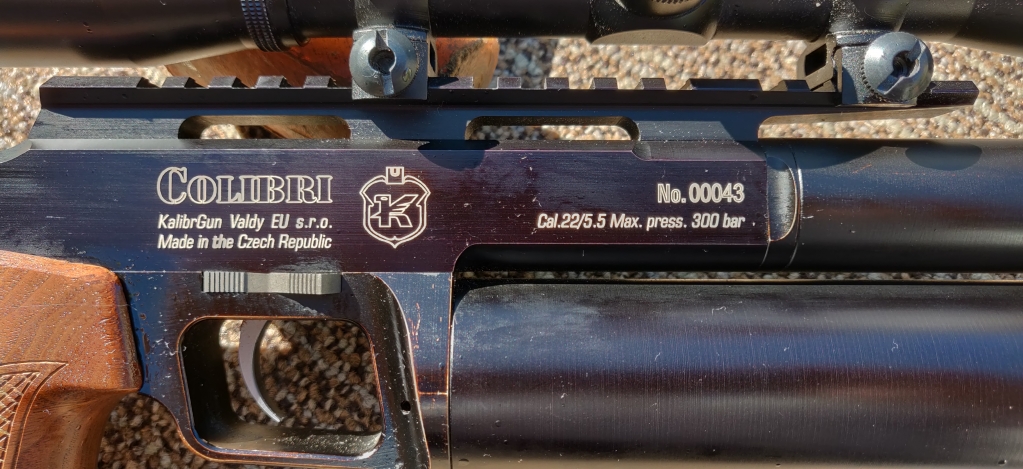 COLIBRI
KalibrGun Valdy EU s.r.o.
Made in the Czech Republic
K
No. 00043
Cal.22/5.5 Max. press. 300 bar